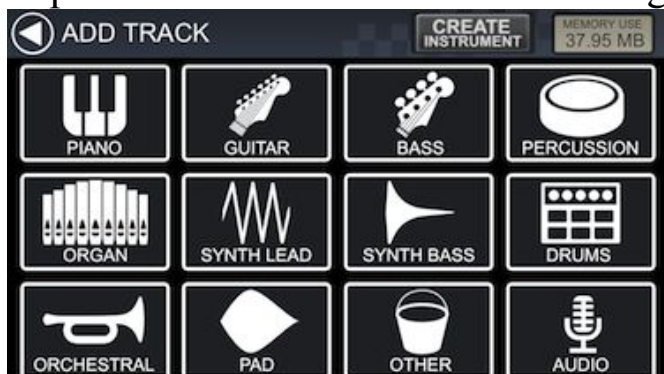 ADD TRACK
CREATE
INSTRUMENT
MEMORY USE
37.95 MB
PIANO
GUITAR
BASS
PERCUSSION
ORGAN
SYNTH LEAD
SYNTH BASS
DRUMS
ORCHESTRAL
PAD
OTHER
AUDIO